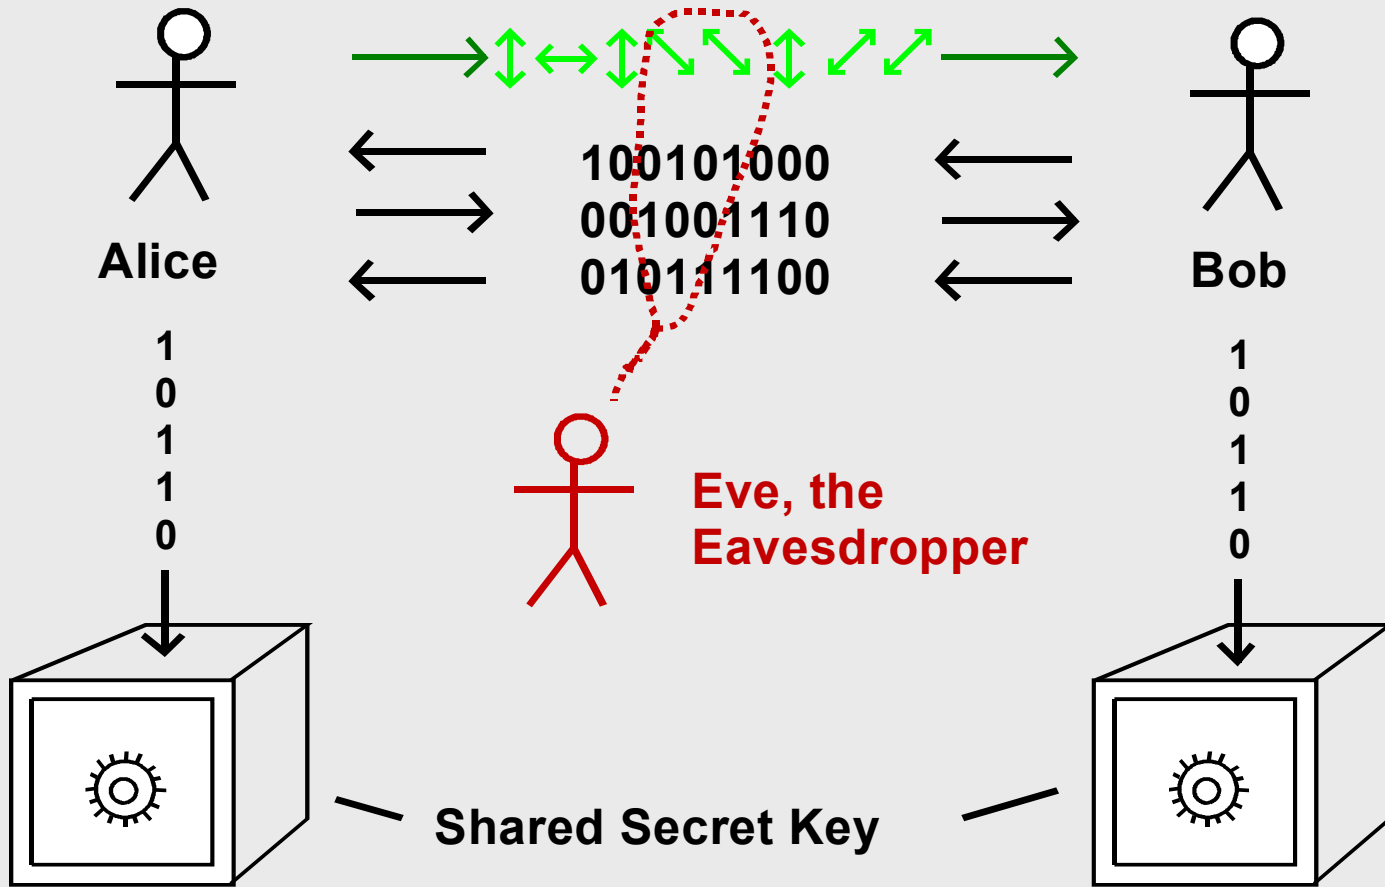 100101000
001001110
010111100
Alice
Bob
1
0
1
1
0
1
0
1
1
0
Eve, the
Eavesdropper
Shared Secret Key